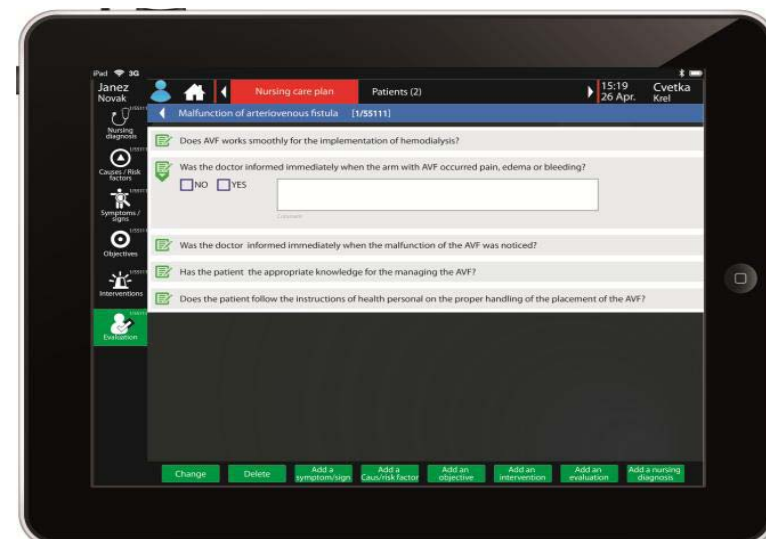 iPad 3G
Janez
Novak
Nursing care plan
Patients (2)
15:19
26 Apr.
Cvetka
Krel
Malfunction of arteriovenous fistula [1/55111]
Nursing
diagnosis
Causes / Risk
factors
Symptoms /
signs
Objectives
Interventions
Evaluation
Does AVF works smoothly for the implementation of hemodialysis?
Was the doctor informed immediately when the arm with AVF occurred pain, edema or bleeding?
NO YES
Comment
Was the doctor informed immediately when the malfunction of the AVF was noticed?
Has the patient the appropriate knowledge for the managing the AVF?
Does the patient follow the instructions of health personal on the proper handling of the placement of the AVF?
Change
Delete
Add a
symptom/sign
Add a
Caus/risk factor
Add an
objective
Add an
intervention
Add an
evaluation
Add a nursing
diagnosis